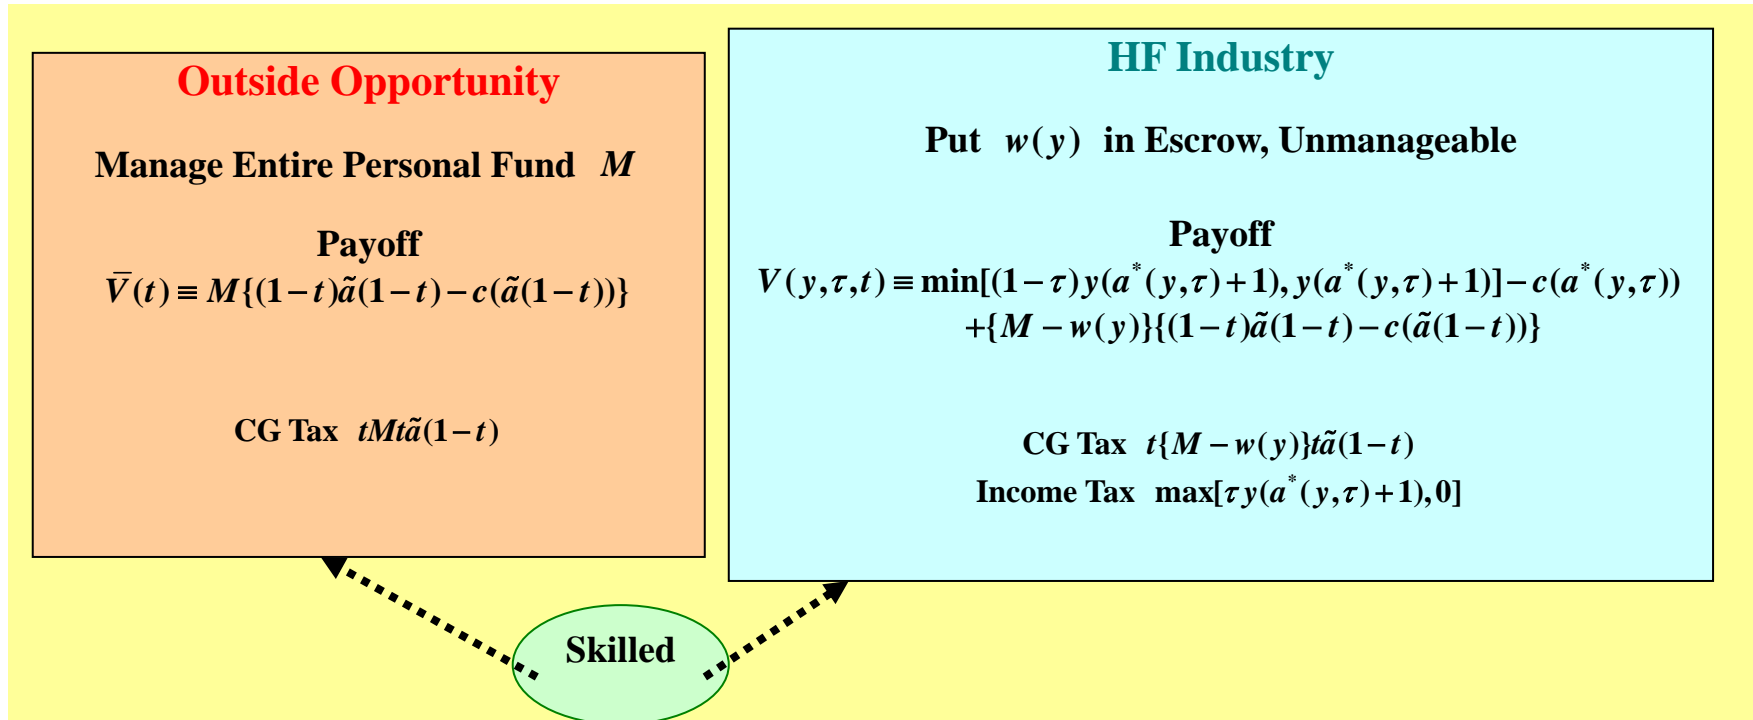 Outside Opportunity
Manage Entire Personal Fund M
Payoff
V̄(t) ≡ M{(1−t)ã(1−t)−c(ã(1−t))}
CG Tax tMtã(1−t)
HF Industry
Put w(y) in Escrow, Unmanageable
Payoff
V(y,τ,t) ≡ min[(1−τ)y(a*(y,τ)+1), y(a*(y,τ)+1)]−c(a*(y,τ))
+{M−w(y)}{(1−t)ã(1−t)−c(ã(1−t))}
CG Tax t{M−w(y)}tã(1−t)
Income Tax max[τy(a*(y,τ)+1),0]
Skilled